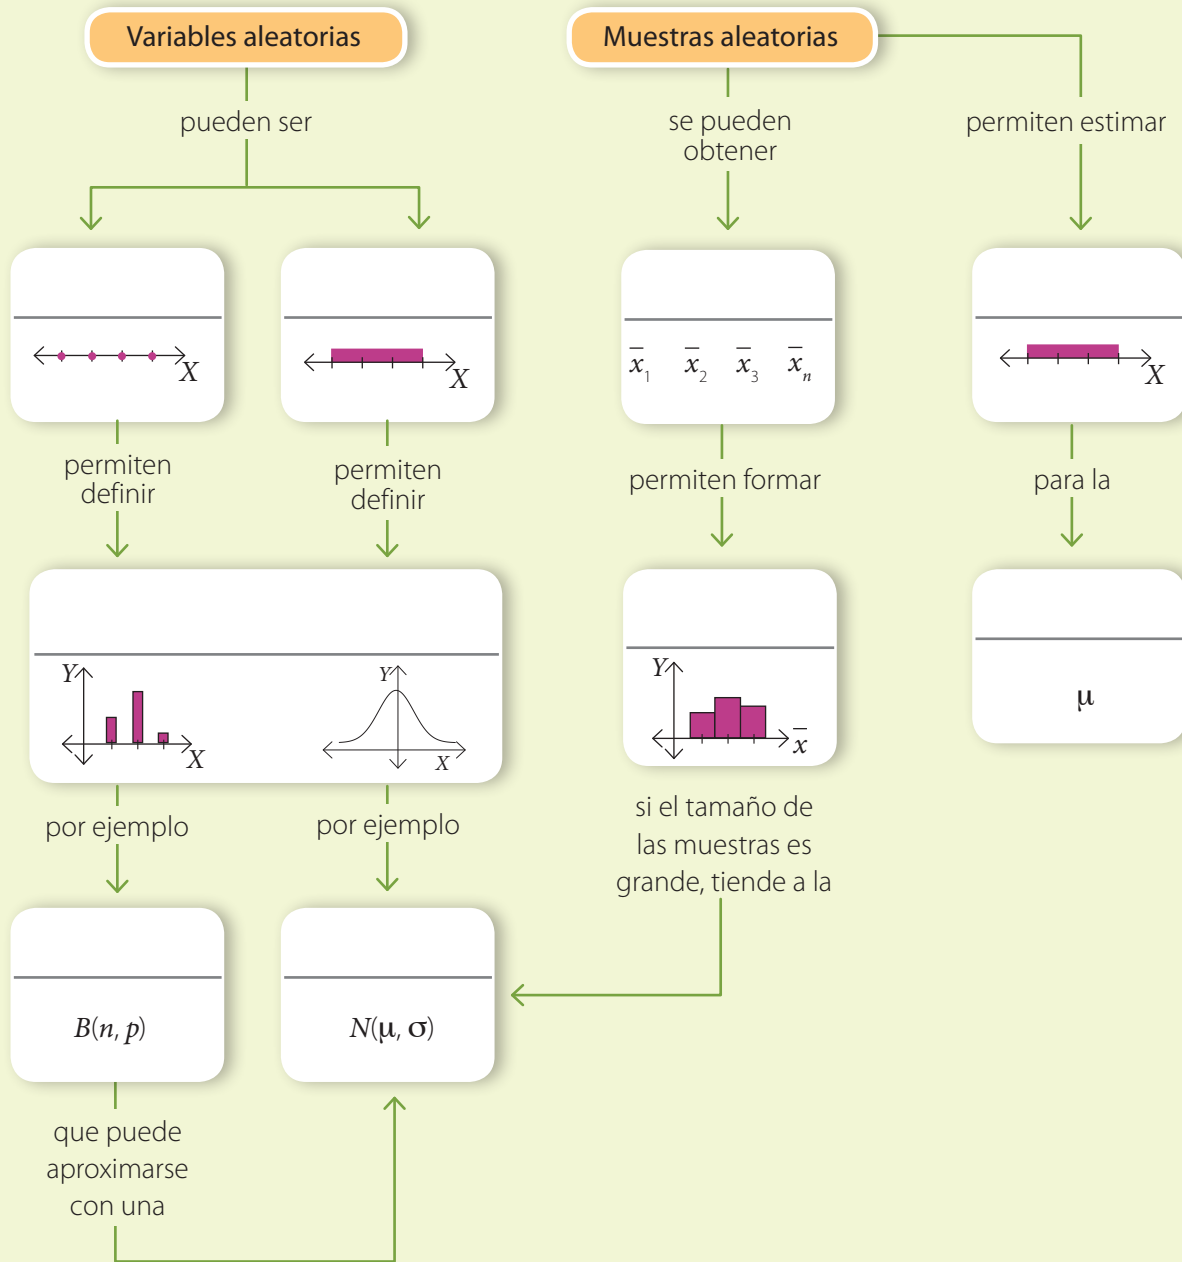 Variables aleatorias
Muestras aleatorias
pueden ser
se pueden
obtener
permiten estimar
X
X
x̅₁ x̅₂ x̅₃ x̅ₙ
X
permiten
definir
permiten
definir
permiten formar
para la
Y
X
Y
X
Y
x̅
μ
por ejemplo
por ejemplo
si el tamaño de
las muestras es
grande, tiende a la
B(n, p)
N(μ, σ)
que puede
aproximarse
con una